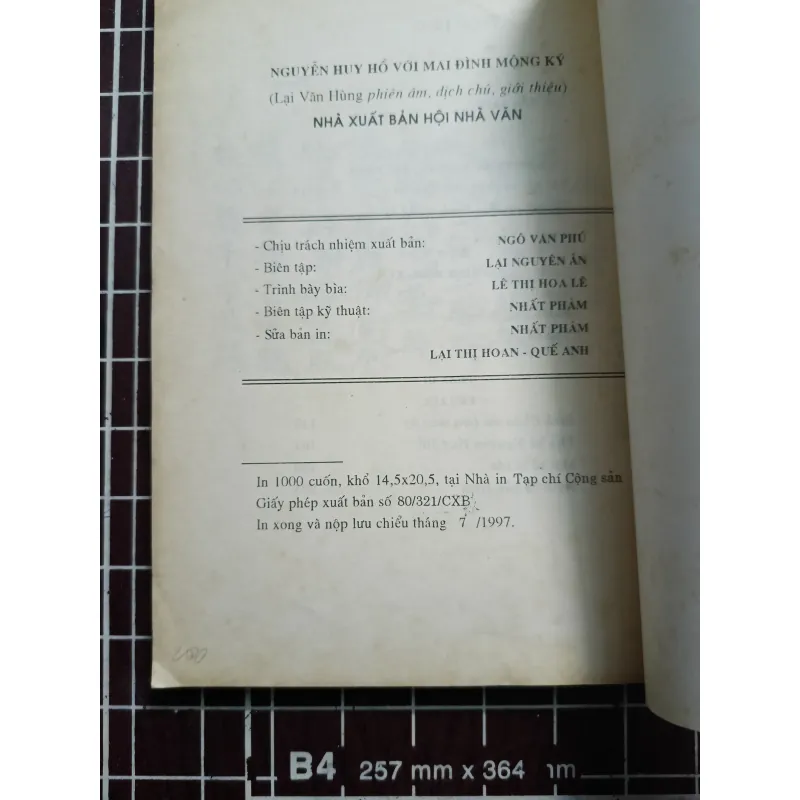 NGUYỄN HUY HỔ VỚI MAI ĐÌNH MỘNG KÝ
(Lại Văn Hùng phiên âm, dịch chú, giới thiệu)
NHÀ XUẤT BẢN HỘI NHÀ VĂN
- Chịu trách nhiệm xuất bản: NGÔ VĂN PHÚ
- Biên tập: LẠI NGUYÊN ÂN
- Trình bày bìa: LÊ THỊ HOA LÊ
- Biên tập kỹ thuật: NHẤT PHẠM
- Sửa bản in: NHẤT PHẠM
LẠI THỊ HOAN - QUẾ ANH
In 1000 cuốn, khổ 14,5x20,5, tại Nhà in Tạp chí Cộng sản
Giấy phép xuất bản số 80/321/CXB
In xong và nộp lưu chiểu tháng 7 /1997.
B4 257 mm x 364 mm